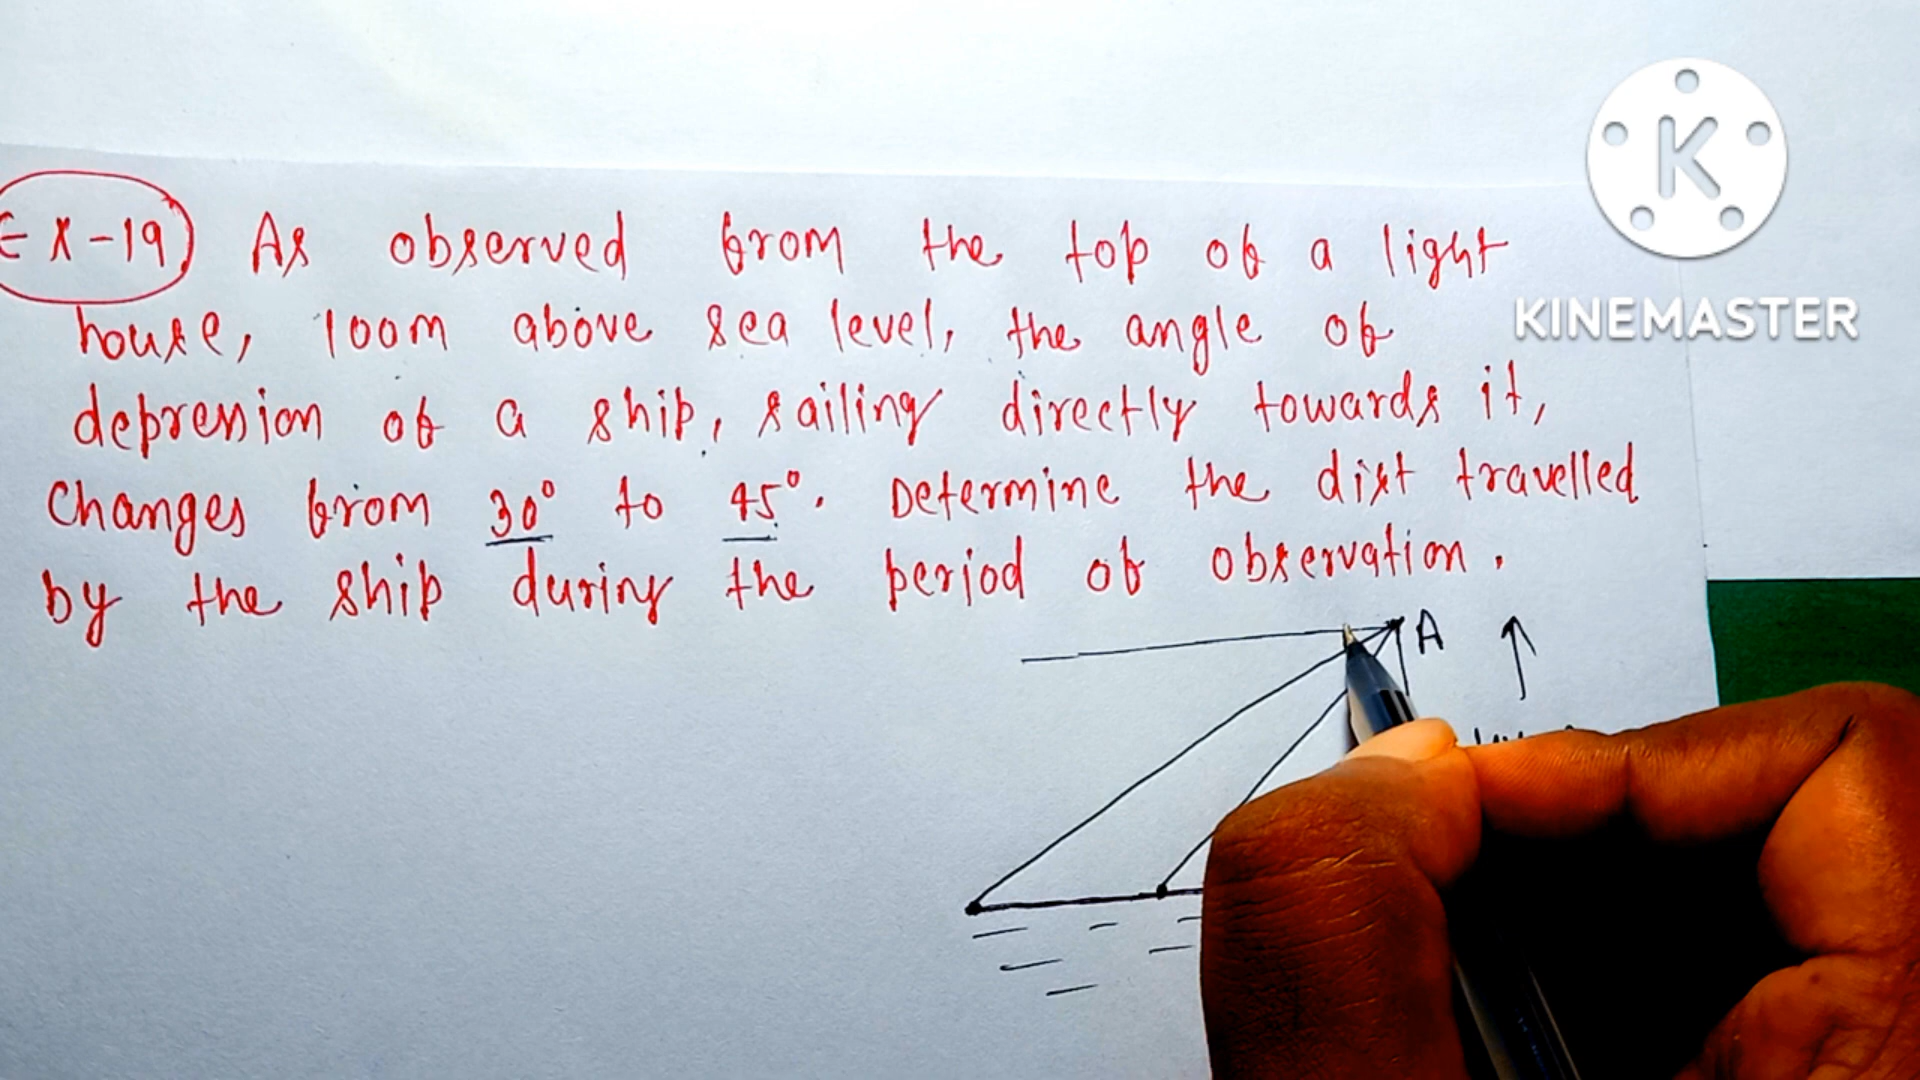 EX-19) As observed from the top of a light
house, 100m above sea level, the angle of
depression of a ship, sailing directly towards it,
changes from 30° to 45°. Determine the dist travelled
by the ship during the period of observation.
A
K
KINEMASTER